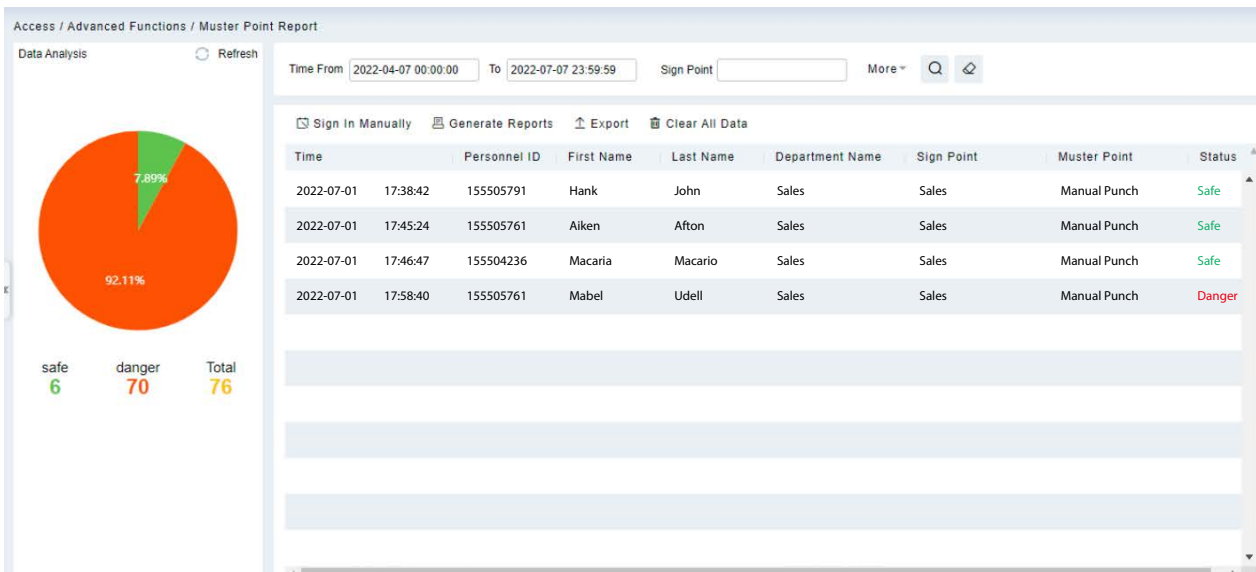 Access / Advanced Functions / Muster Point Report
Data Analysis Refresh
7.89%
92.11%
safe danger Total
6 70 76
Time From 2022-04-07 00:00:00 To 2022-07-07 23:59:59 Sign Point More
Sign In Manually Generate Reports Export Clear All Data
Time Personnel ID First Name Last Name Department Name Sign Point Muster Point Status
2022-07-01 17:38:42 155505791 Hank John Sales Sales Manual Punch Safe
2022-07-01 17:45:24 155505761 Aiken Afton Sales Sales Manual Punch Safe
2022-07-01 17:46:47 155504236 Macaria Macario Sales Sales Manual Punch Safe
2022-07-01 17:58:40 155505761 Mabel Udell Sales Sales Manual Punch Danger